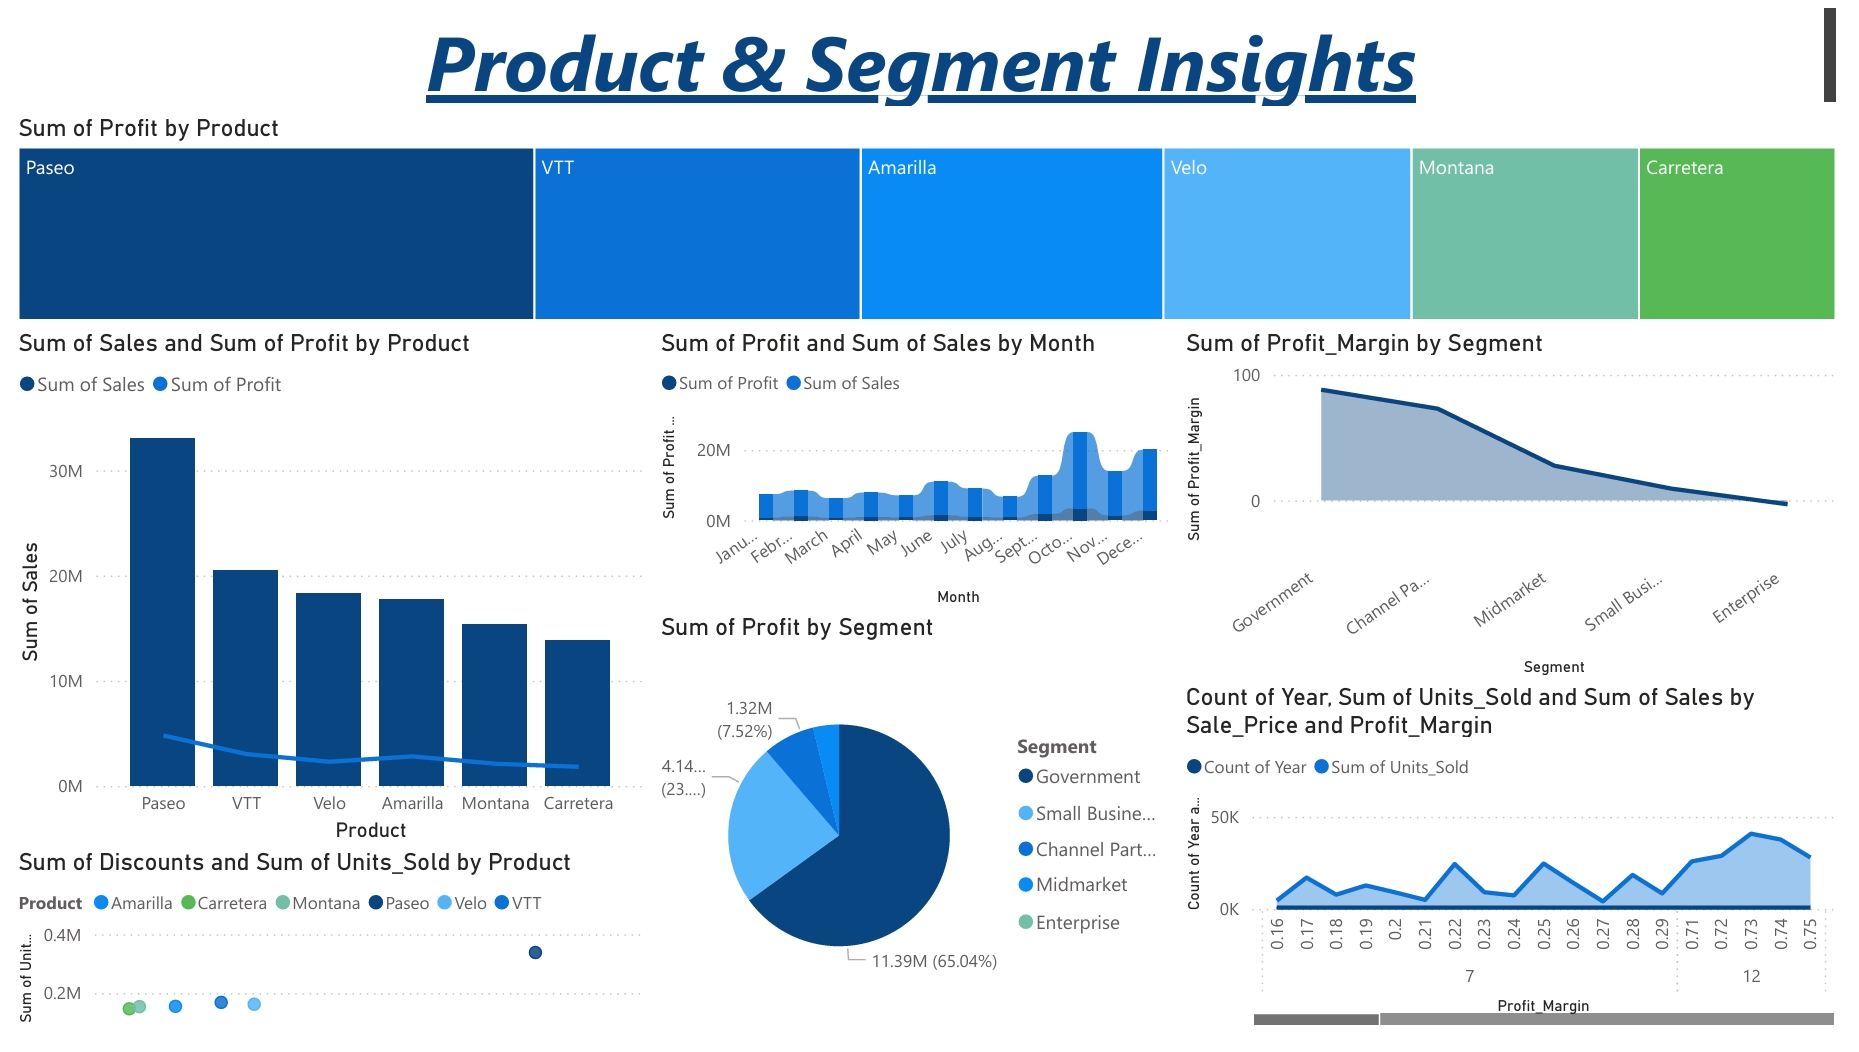 Product & Segment Insights
Sum of Profit by Product
Paseo
VTT
Amarilla
Velo
Montana
Carretera
Sum of Sales and Sum of Profit by Product
Sum of Sales
Sum of Profit
Sum of Sales
30M
20M
10M
0M
Paseo
VTT
Velo
Amarilla
Montana
Carretera
Product
Sum of Discounts and Sum of Units_Sold by Product
Product
Amarilla
Carretera
Montana
Paseo
Velo
VTT
Sum of Unit...
0.4M
0.2M
Sum of Profit and Sum of Sales by Month
Sum of Profit
Sum of Sales
Sum of Profit ...
20M
0M
Janu...
Febr...
March
April
May
June
July
Aug...
Sept...
Octo...
Nov...
Dece...
Month
Sum of Profit by Segment
1.32M
(7.52%)
4.14...
(23....)
11.39M (65.04%)
Segment
Government
Small Busine...
Channel Part...
Midmarket
Enterprise
Sum of Profit_Margin by Segment
Sum of Profit_Margin
100
0
Government
Channel Pa...
Midmarket
Small Busi...
Enterprise
Segment
Count of Year, Sum of Units_Sold and Sum of Sales by
Sale_Price and Profit_Margin
Count of Year
Sum of Units_Sold
Count of Year a...
50K
0K
0.16
0.17
0.18
0.19
0.2
0.21
0.22
0.23
0.24
0.25
0.26
0.27
0.28
0.29
0.71
0.72
0.73
0.74
0.75
7
12
Profit_Margin